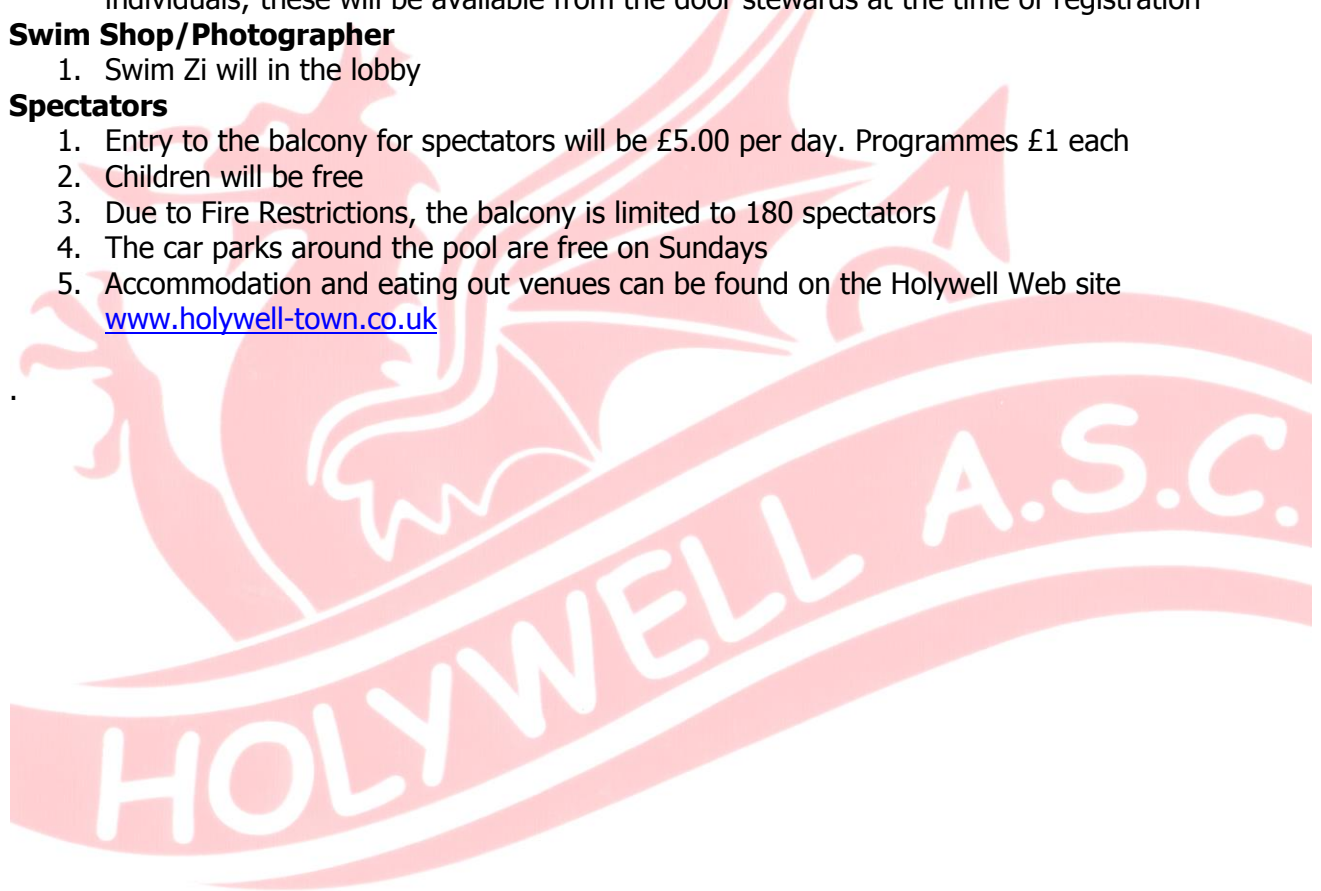 individuals, these will be available from the door stewards at the time of registration
Swim Shop/Photographer
1. Swim Zi will in the lobby
Spectators
1. Entry to the balcony for spectators will be £5.00 per day. Programmes £1 each
2. Children will be free
3. Due to Fire Restrictions, the balcony is limited to 180 spectators
4. The car parks around the pool are free on Sundays
5. Accommodation and eating out venues can be found on the Holywell Web site
www.holywell-town.co.uk
.
HOLYWELL A.S.C.